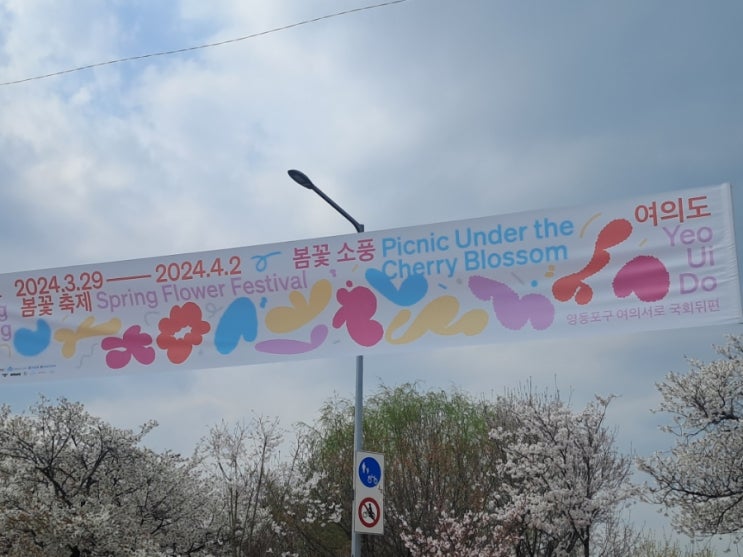 2024.3.29 — 2024.4.2
봄꽃 축제 Spring Flower Festival
봄꽃 소풍
Picnic Under the
Cherry Blossom
여의도
Yeo
Ui
Do
영등포구 여의서로 국회뒤편